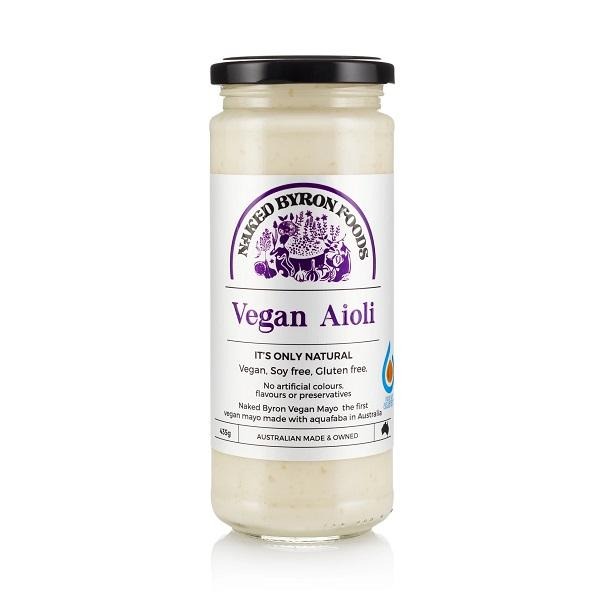 NAKED BYRON FOODS
Vegan Aioli
IT'S ONLY NATURAL
Vegan, Soy free, Gluten free.
No artificial colours,
flavours or preservatives
Naked Byron Vegan Mayo the first
vegan mayo made with aquafaba in Australia
435g
AUSTRALIAN MADE & OWNED